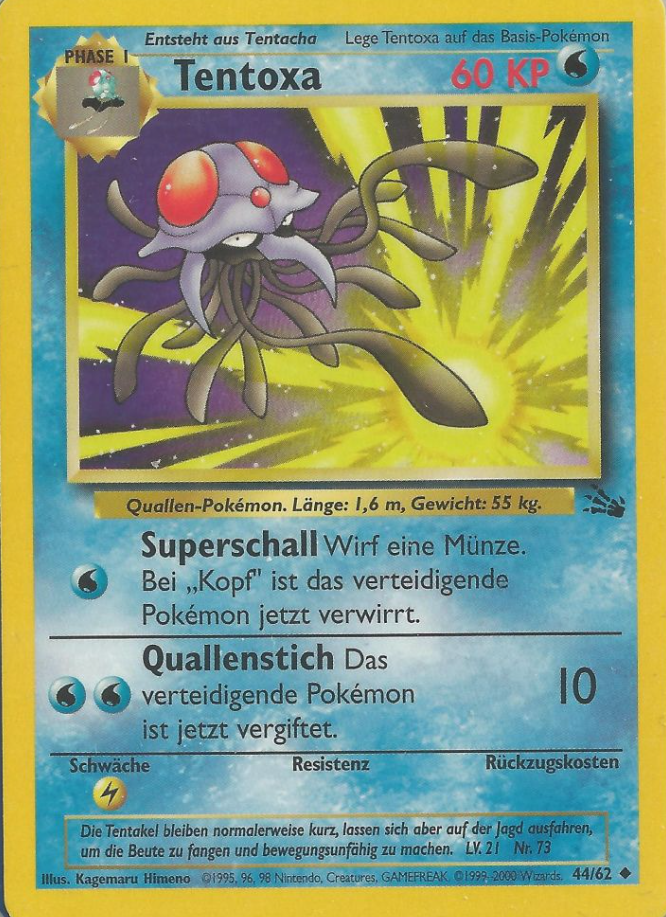 Entsteht aus Tentacha Lege Tentoxa auf das Basis-Pokémon
PHASE 1
Tentoxa 60 KP
Quallen-Pokémon. Länge: 1,6 m, Gewicht: 55 kg.
Superschall Wirf eine Münze.
Bei „Kopf" ist das verteidigende
Pokémon jetzt verwirrt.
Quallenstich Das
verteidigende Pokémon 10
ist jetzt vergiftet.
Schwäche Resistenz Rückzugskosten
Die Tentakel bleiben normalerweise kurz, lassen sich aber auf der Jagd ausfahren,
um die Beute zu fangen und bewegungsunfähig zu machen. LV. 21 Nr. 73
Illus. Kagemaru Himeno ©1995, 96, 98 Nintendo, Creatures, GAMEFREAK. ©1999-2000 Wizards. 44/62